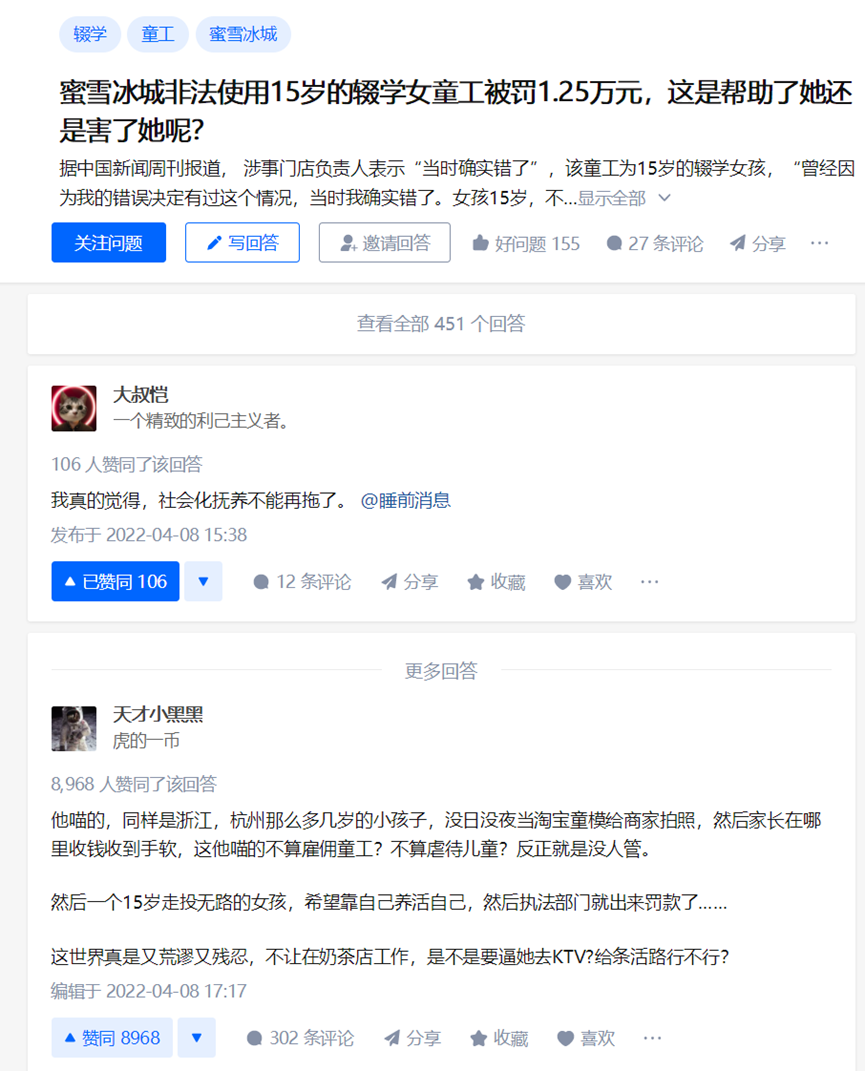 辍学 童工 蜜雪冰城
蜜雪冰城非法使用15岁的辍学女童工被罚1.25万元，这是帮助了她还
是害了她呢？
据中国新闻周刊报道， 涉事门店负责人表示“当时确实错了”，该童工为15岁的辍学女孩，“曾经因
为我的错误决定有过这个情况，当时我确实错了。女孩15岁，不...显示全部
关注问题 写回答 邀请回答 好问题 155 27 条评论 分享 ···
查看全部 451 个回答
大叔恺
一个精致的利己主义者。
106 人赞同了该回答
我真的觉得，社会化抚养不能再拖了。 @睡前消息
发布于 2022-04-08 15:38
已赞同 106 12 条评论 分享 收藏 喜欢 ···
更多回答
天才小黑黑
虎的一币
8,968 人赞同了该回答
他喵的，同样是浙江，杭州那么多几岁的小孩子，没日没夜当淘宝童模给商家拍照，然后家长在哪
里收钱收到手软，这他喵的不算雇佣童工？不算虐待儿童？反正就是没人管。
然后一个15岁走投无路的女孩，希望靠自己养活自己，然后执法部门就出来罚款了......
这世界真是又荒谬又残忍，不让在奶茶店工作，是不是要逼她去KTV?给条活路行不行？
编辑于 2022-04-08 17:17
赞同 8968 302 条评论 分享 收藏 喜欢 ···